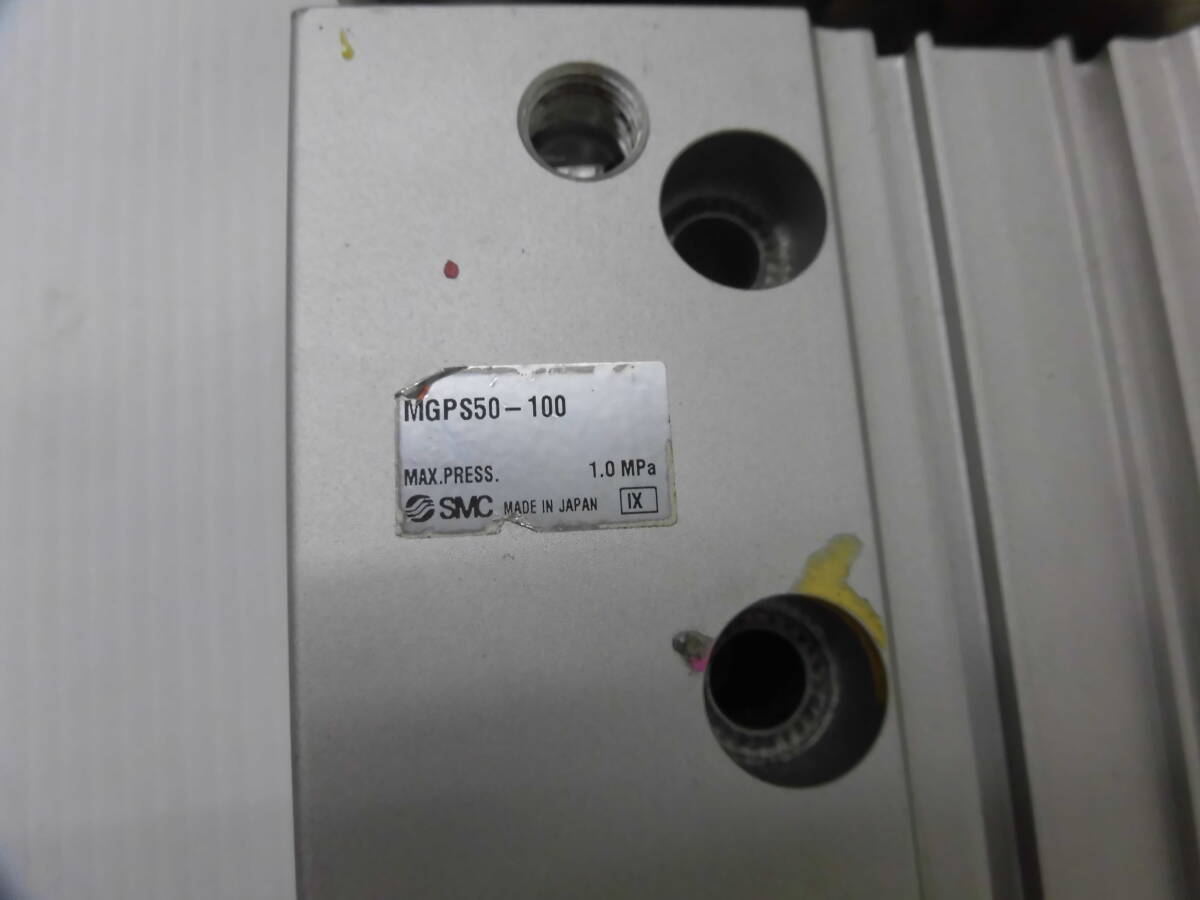 MGPS50-100
MAX.PRESS. 1.0 MPa
SMC MADE IN JAPAN IX